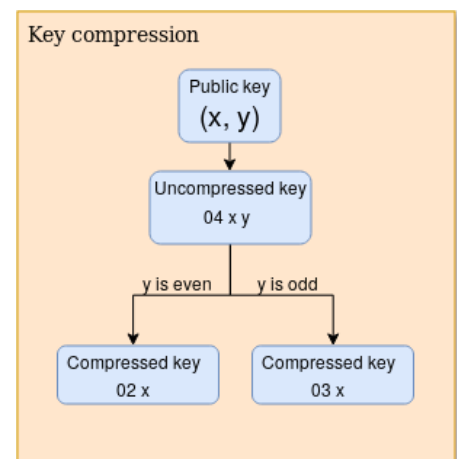 Key compression
Public key
(x, y)
Uncompressed key
04 x y
y is even
y is odd
Compressed key
02 x
Compressed key
03 x